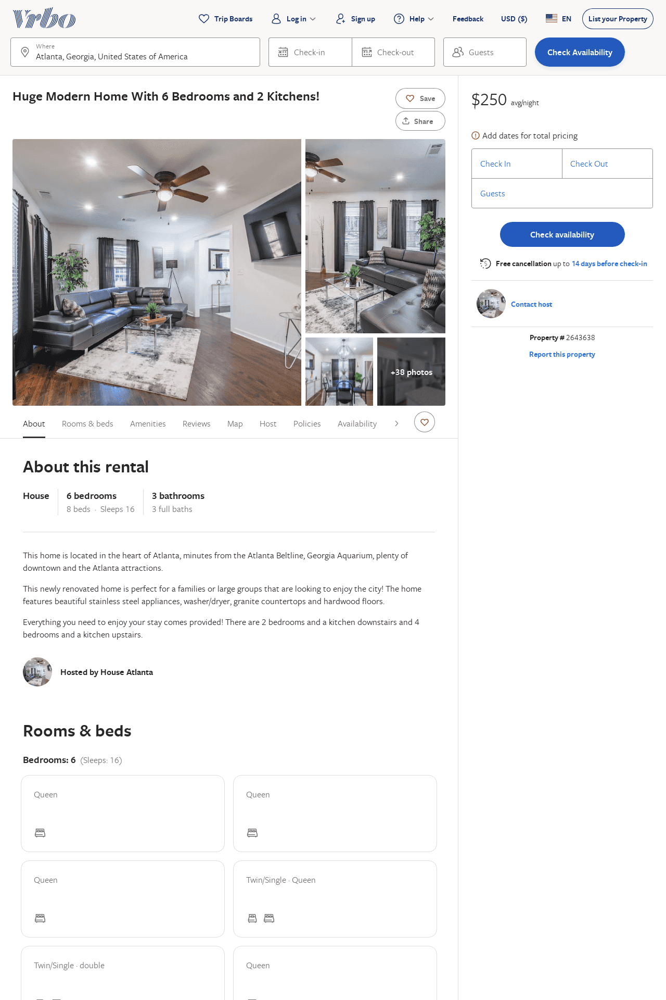 Vrbo
Trip Boards
Log in
Sign up
Help
Feedback
USD ($)
EN
List your Property
Where
Atlanta, Georgia, United States of America
Check-in
Check-out
Guests
Check Availability
Huge Modern Home With 6 Bedrooms and 2 Kitchens!
Save
Share
+38 photos
$250 avg/night
Add dates for total pricing
Check In
Check Out
Guests
Check availability
Free cancellation up to 14 days before check-in
Contact host
Property # 2643638
Report this property
About
Rooms & beds
Amenities
Reviews
Map
Host
Policies
Availability
About this rental
House
6 bedrooms
8 beds · Sleeps 16
3 bathrooms
3 full baths
This home is located in the heart of Atlanta, minutes from the Atlanta Beltline, Georgia Aquarium, plenty of
downtown and the Atlanta attractions.
This newly renovated home is perfect for a families or large groups that are looking to enjoy the city! The home
features beautiful stainless steel appliances, washer/dryer, granite countertops and hardwood floors.
Everything you need to enjoy your stay comes provided! There are 2 bedrooms and a kitchen downstairs and 4
bedrooms and a kitchen upstairs.
Hosted by House Atlanta
Rooms & beds
Bedrooms: 6 (Sleeps: 16)
Queen
Queen
Queen
Twin/Single · Queen
Twin/Single · double
Queen